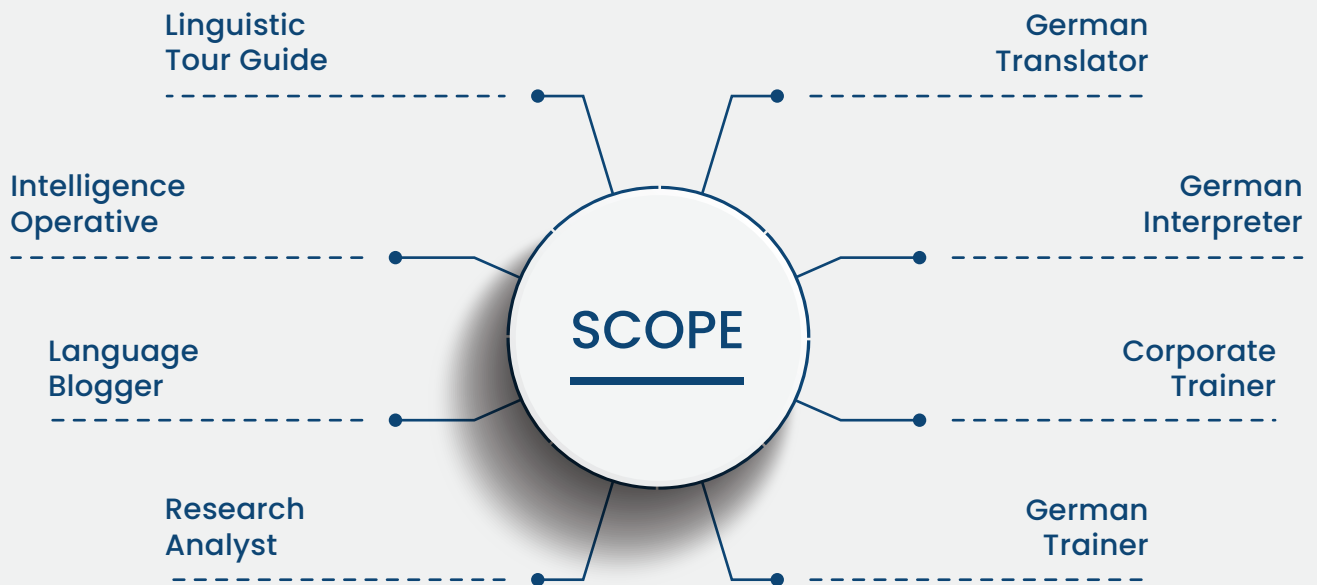 Linguistic
Tour Guide
German
Translator
Intelligence
Operative
German
Interpreter
SCOPE
Language
Blogger
Corporate
Trainer
Research
Analyst
German
Trainer